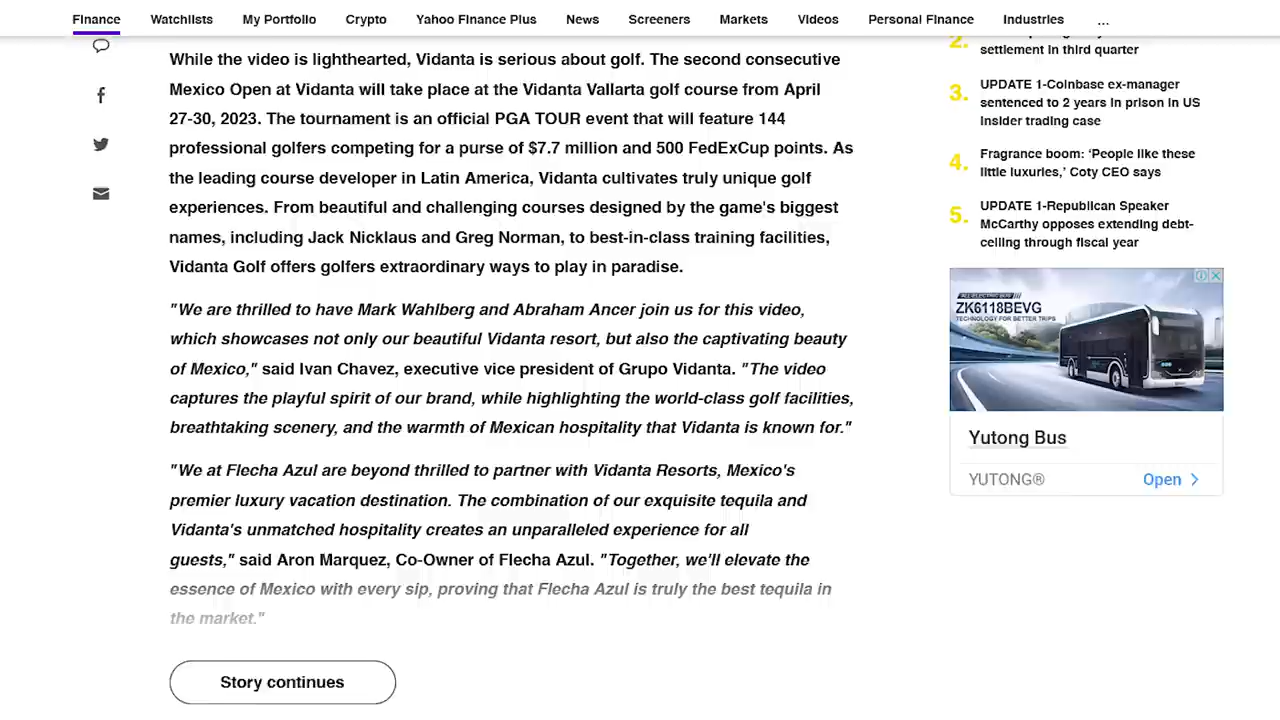 Finance Watchlists My Portfolio Crypto Yahoo Finance Plus News Screeners Markets Videos Personal Finance Industries ...
While the video is lighthearted, Vidanta is serious about golf. The second consecutive
Mexico Open at Vidanta will take place at the Vidanta Vallarta golf course from April
27-30, 2023. The tournament is an official PGA TOUR event that will feature 144
professional golfers competing for a purse of $7.7 million and 500 FedExCup points. As
the leading course developer in Latin America, Vidanta cultivates truly unique golf
experiences. From beautiful and challenging courses designed by the game's biggest
names, including Jack Nicklaus and Greg Norman, to best-in-class training facilities,
Vidanta Golf offers golfers extraordinary ways to play in paradise.
"We are thrilled to have Mark Wahlberg and Abraham Ancer join us for this video,
which showcases not only our beautiful Vidanta resort, but also the captivating beauty
of Mexico," said Ivan Chavez, executive vice president of Grupo Vidanta. "The video
captures the playful spirit of our brand, while highlighting the world-class golf facilities,
breathtaking scenery, and the warmth of Mexican hospitality that Vidanta is known for."
"We at Flecha Azul are beyond thrilled to partner with Vidanta Resorts, Mexico's
premier luxury vacation destination. The combination of our exquisite tequila and
Vidanta's unmatched hospitality creates an unparalleled experience for all
guests," said Aron Marquez, Co-Owner of Flecha Azul. "Together, we'll elevate the
essence of Mexico with every sip, proving that Flecha Azul is truly the best tequila in
the market."
Story continues
2.
settlement in third quarter
3. UPDATE 1-Coinbase ex-manager
sentenced to 2 years in prison in US
insider trading case
4. Fragrance boom: ‘People like these
little luxuries,’ Coty CEO says
5. UPDATE 1-Republican Speaker
McCarthy opposes extending debt-
ceiling through fiscal year
ALL-ELECTRIC BUS
ZK6118BEVG
TECHNOLOGY FOR BETTER TRIPS
Yutong Bus
YUTONG® Open